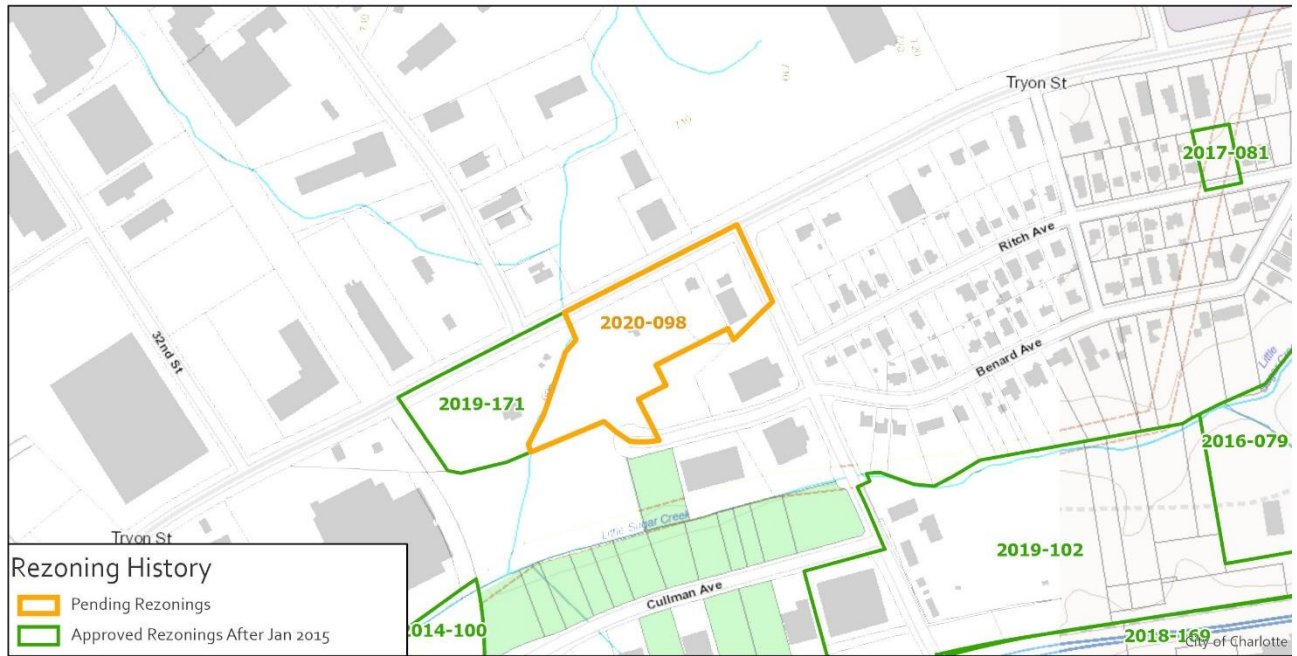 Tryon St
2017-081
Ritch Ave
2020-098
32nd St
Benard Ave
2019-171
2016-079
Little Sugar Creek
Tryon St
2019-102
Cullman Ave
2014-100
2018-169
City of Charlotte
Rezoning History
Pending Rezonings
Approved Rezonings After Jan 2015